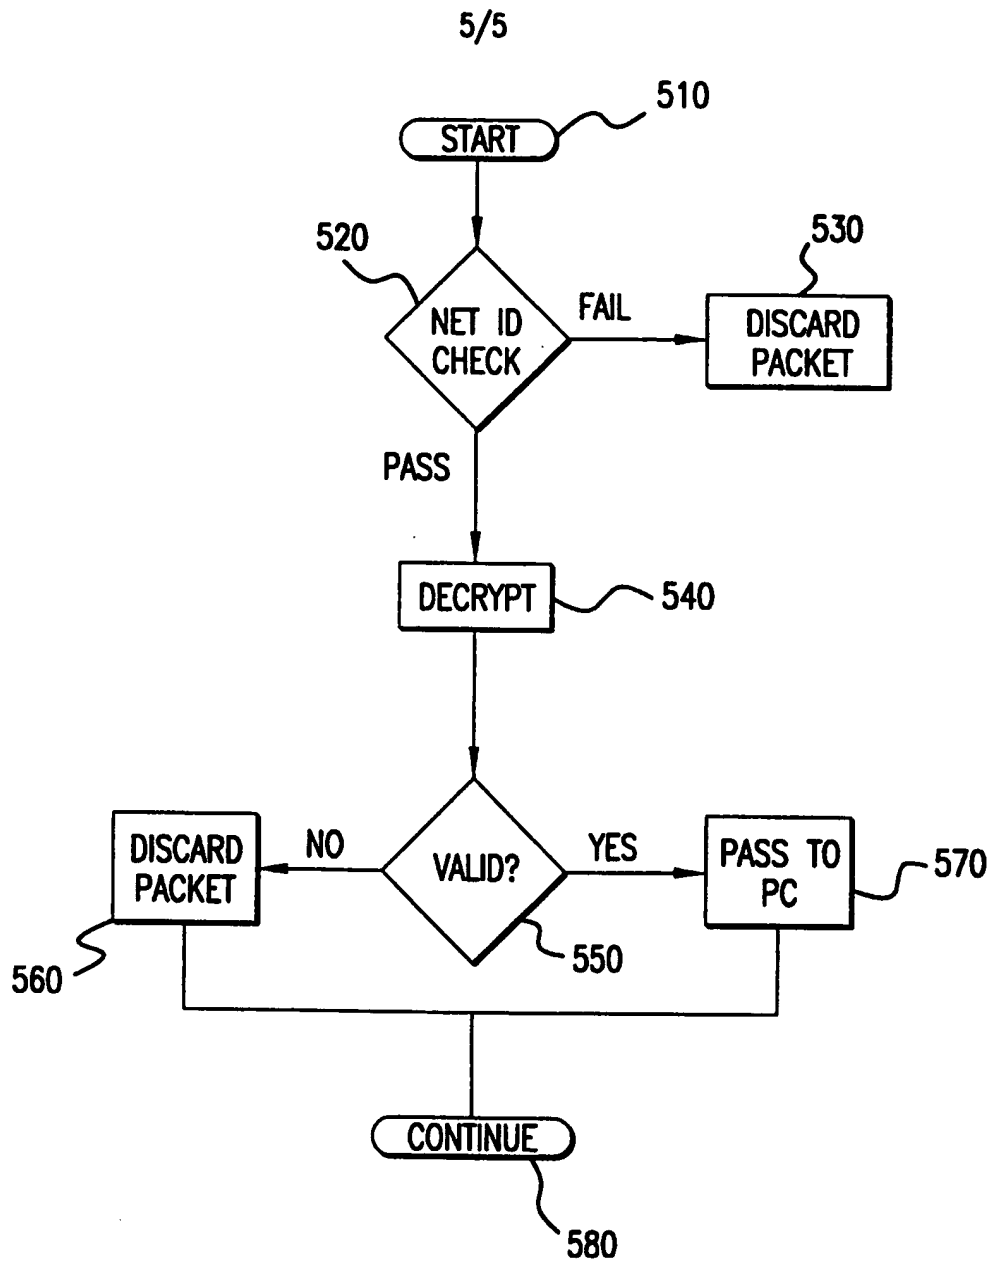 5/5
START
510
520
NET ID
CHECK
FAIL
530
DISCARD
PACKET
PASS
DECRYPT
540
DISCARD
PACKET
NO
VALID?
YES
PASS TO
PC
570
560
550
CONTINUE
580